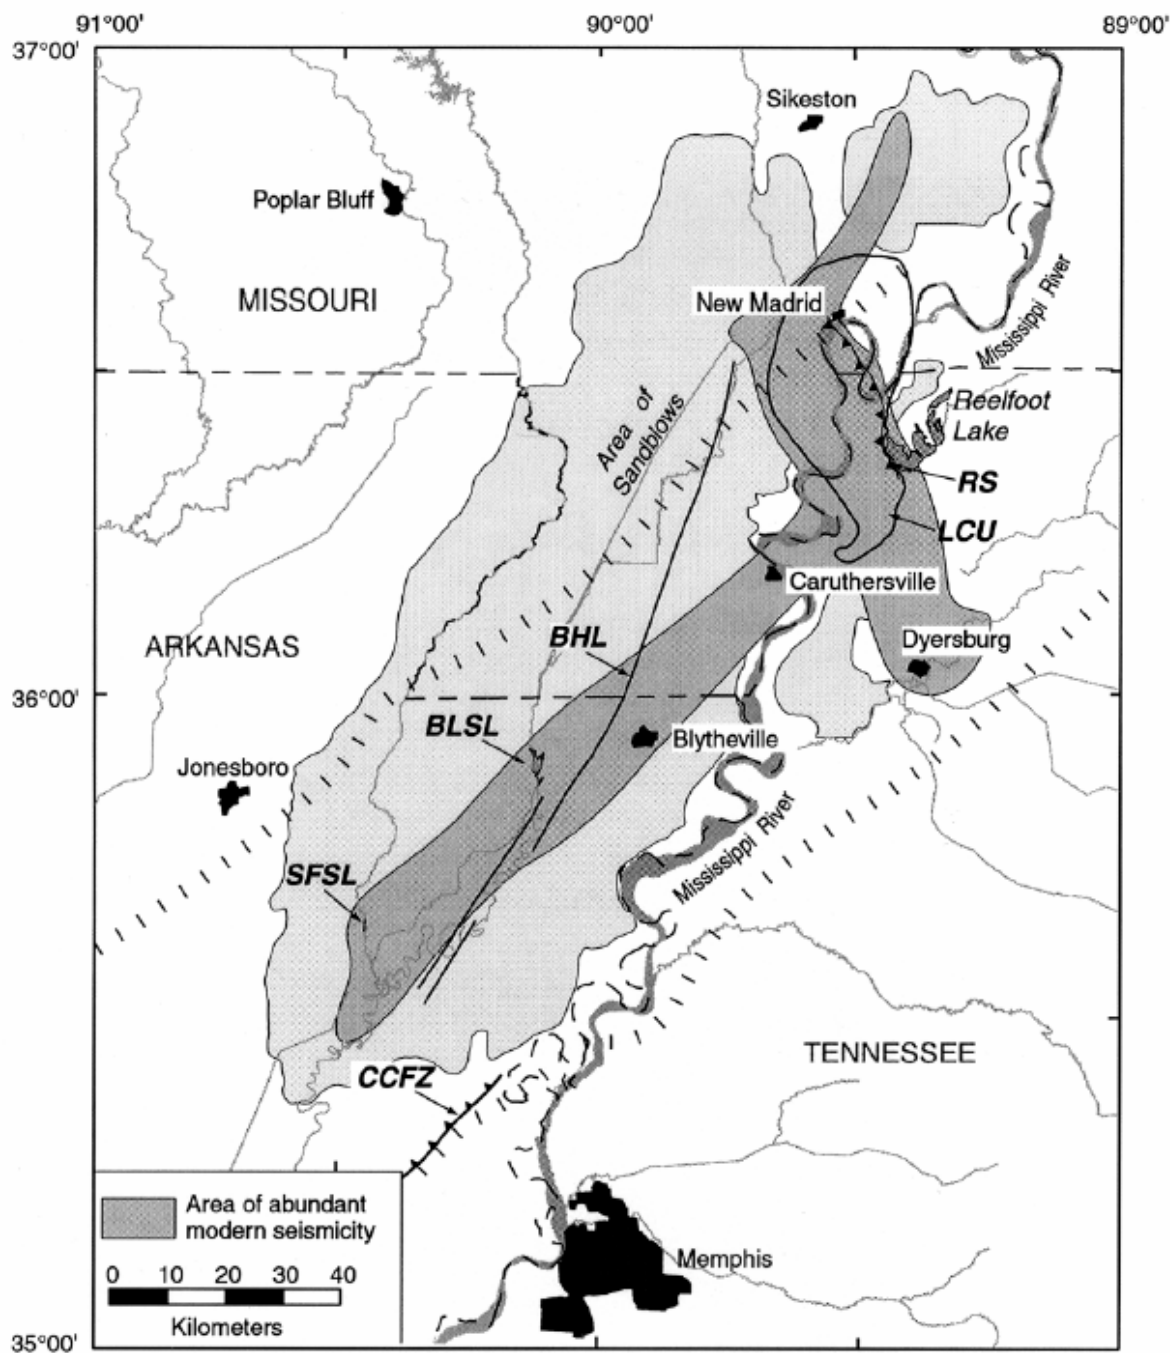 91°00'
90°00'
89°00'
37°00'
Sikeston
Poplar Bluff
MISSOURI
New Madrid
Mississippi River
Area of
Sandblows
Reelfoot
Lake
RS
LCU
Caruthersville
ARKANSAS
BHL
Dyersburg
36°00'
BLSL
Blytheville
Jonesboro
Mississippi River
SFSL
TENNESSEE
CCFZ
Area of abundant
modern seismicity
0 10 20 30 40
Kilometers
Memphis
35°00'